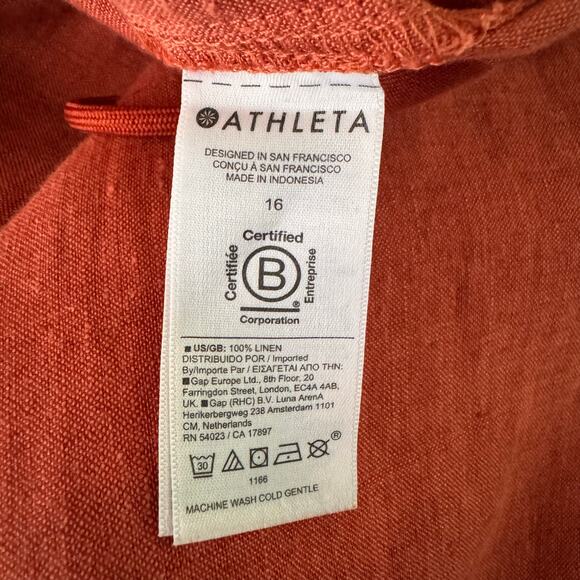 ATHLETA
DESIGNED IN SAN FRANCISCO
CONÇU À SAN FRANCISCO
MADE IN INDONESIA
16
Certified
Certifiée
B
Entreprise
®
Corporation
US/GB: 100% LINEN
DISTRIBUIDO POR / Imported
By/Importe Par / ΕΙΣΑΓΕΤΑΙ ΑΠΟ ΤΗΝ:
Gap Europe Ltd., 8th Floor, 20
Farringdon Street, London, EC4A 4AB,
UK. Gap (RHC) B.V. Luna ArenA
Herikerbergweg 238 Amsterdam 1101
CM, Netherlands
RN 54023 / CA 17897
30
®
1166
MACHINE WASH COLD GENTLE